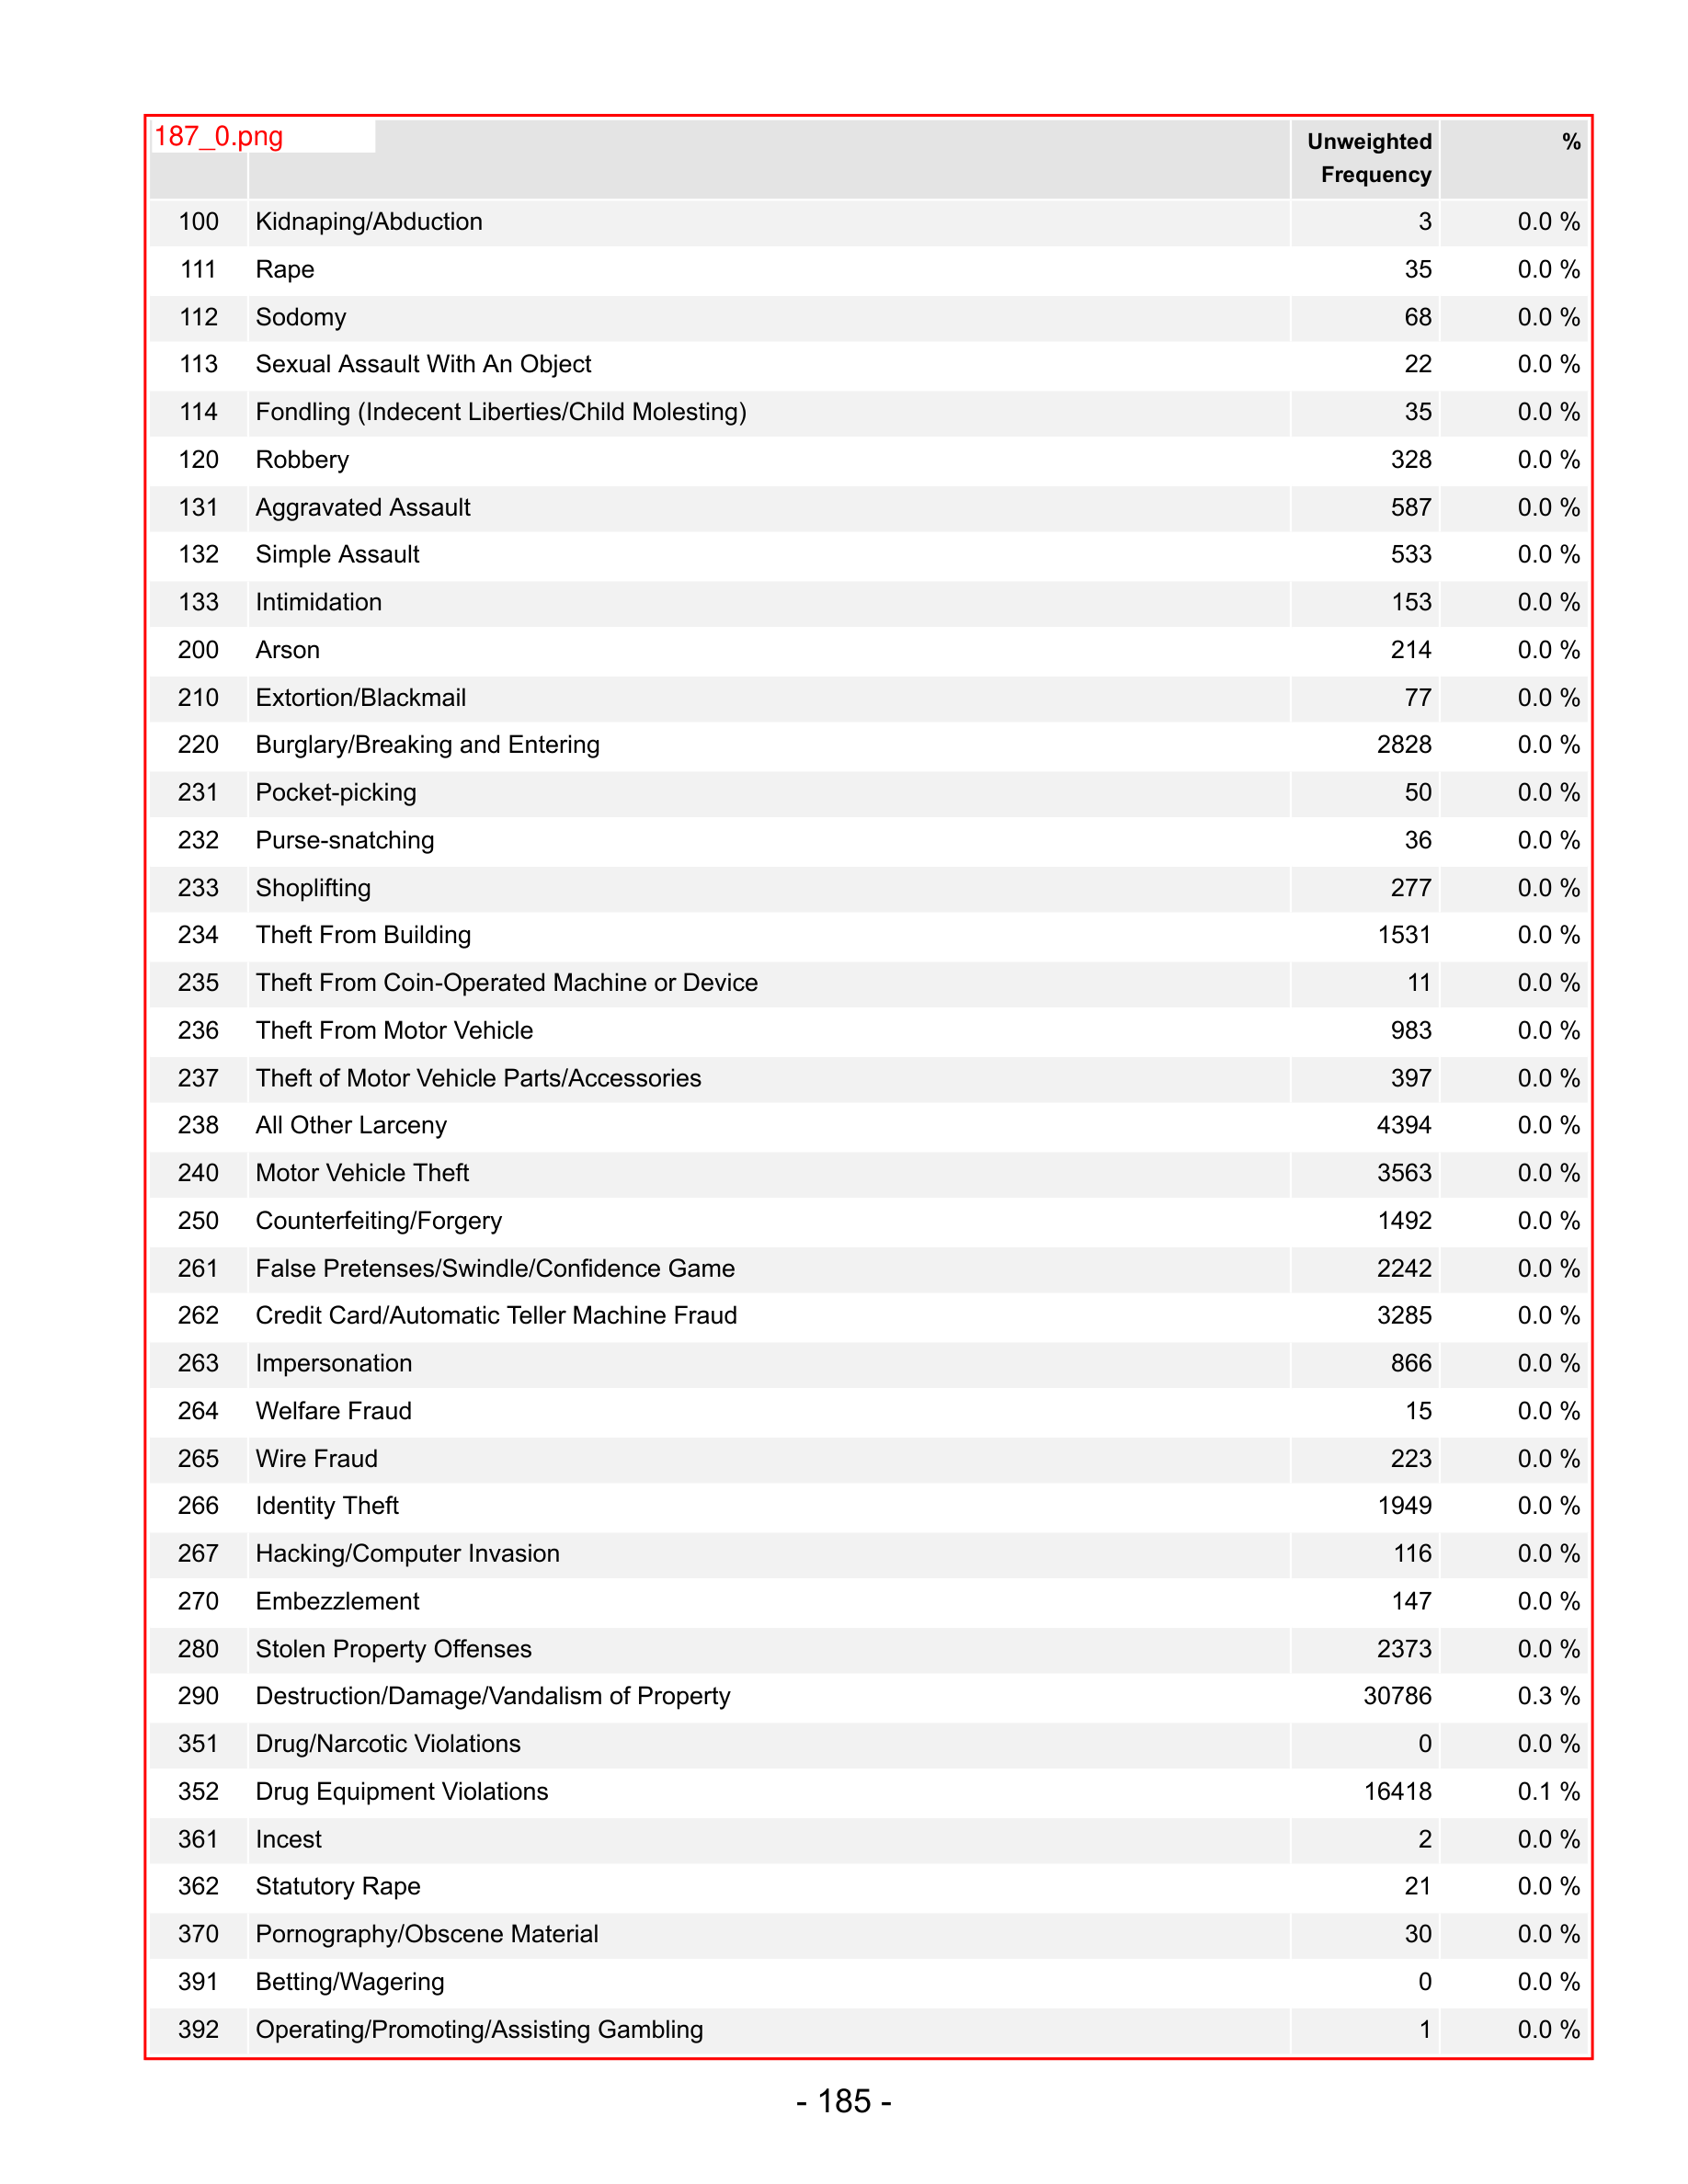 187_0.png
Unweighted Frequency %
100 Kidnaping/Abduction 3 0.0 %
111 Rape 35 0.0 %
112 Sodomy 68 0.0 %
113 Sexual Assault With An Object 22 0.0 %
114 Fondling (Indecent Liberties/Child Molesting) 35 0.0 %
120 Robbery 328 0.0 %
131 Aggravated Assault 587 0.0 %
132 Simple Assault 533 0.0 %
133 Intimidation 153 0.0 %
200 Arson 214 0.0 %
210 Extortion/Blackmail 77 0.0 %
220 Burglary/Breaking and Entering 2828 0.0 %
231 Pocket-picking 50 0.0 %
232 Purse-snatching 36 0.0 %
233 Shoplifting 277 0.0 %
234 Theft From Building 1531 0.0 %
235 Theft From Coin-Operated Machine or Device 11 0.0 %
236 Theft From Motor Vehicle 983 0.0 %
237 Theft of Motor Vehicle Parts/Accessories 397 0.0 %
238 All Other Larceny 4394 0.0 %
240 Motor Vehicle Theft 3563 0.0 %
250 Counterfeiting/Forgery 1492 0.0 %
261 False Pretenses/Swindle/Confidence Game 2242 0.0 %
262 Credit Card/Automatic Teller Machine Fraud 3285 0.0 %
263 Impersonation 866 0.0 %
264 Welfare Fraud 15 0.0 %
265 Wire Fraud 223 0.0 %
266 Identity Theft 1949 0.0 %
267 Hacking/Computer Invasion 116 0.0 %
270 Embezzlement 147 0.0 %
280 Stolen Property Offenses 2373 0.0 %
290 Destruction/Damage/Vandalism of Property 30786 0.3 %
351 Drug/Narcotic Violations 0 0.0 %
352 Drug Equipment Violations 16418 0.1 %
361 Incest 2 0.0 %
362 Statutory Rape 21 0.0 %
370 Pornography/Obscene Material 30 0.0 %
391 Betting/Wagering 0 0.0 %
392 Operating/Promoting/Assisting Gambling 1 0.0 %
- 185 -